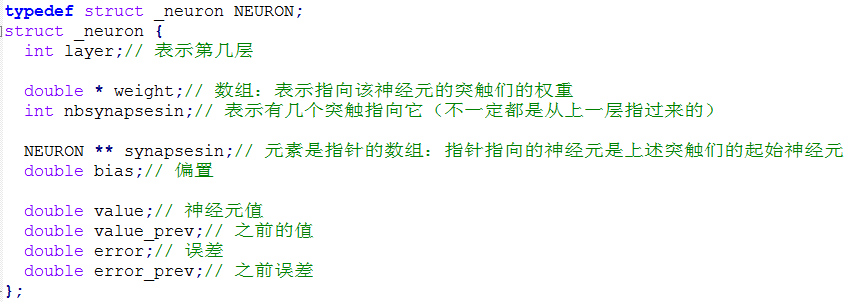 typedef struct _neuron NEURON;
struct _neuron {
int layer;// 表示第几层
double * weight;// 数组：表示指向该神经元的突触们的权重
int nbsynapsesin;// 表示有几个突触指向它（不一定都是从上一层指过来的）
NEURON ** synapsesin;// 元素是指针的数组：指针指向的神经元是上述突触们的起始神经元
double bias;// 偏置
double value;// 神经元值
double value_prev;// 之前的值
double error;// 误差
double error_prev;// 之前误差
};